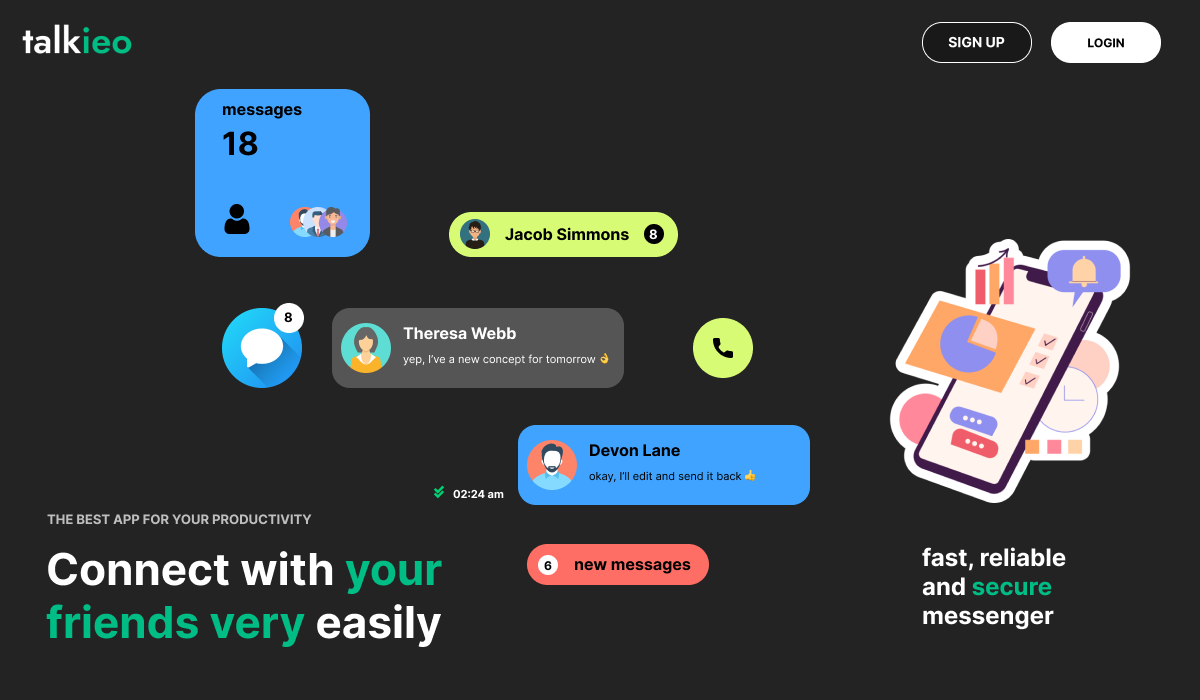 talkieo
SIGN UP
LOGIN
messages
18
Jacob Simmons 8
8
Theresa Webb
yep, I've a new concept for tomorrow 👌
Devon Lane
okay, I'll edit and send it back 👍
02:24 am
THE BEST APP FOR YOUR PRODUCTIVITY
Connect with your
friends very easily
6 new messages
fast, reliable
and secure
messenger